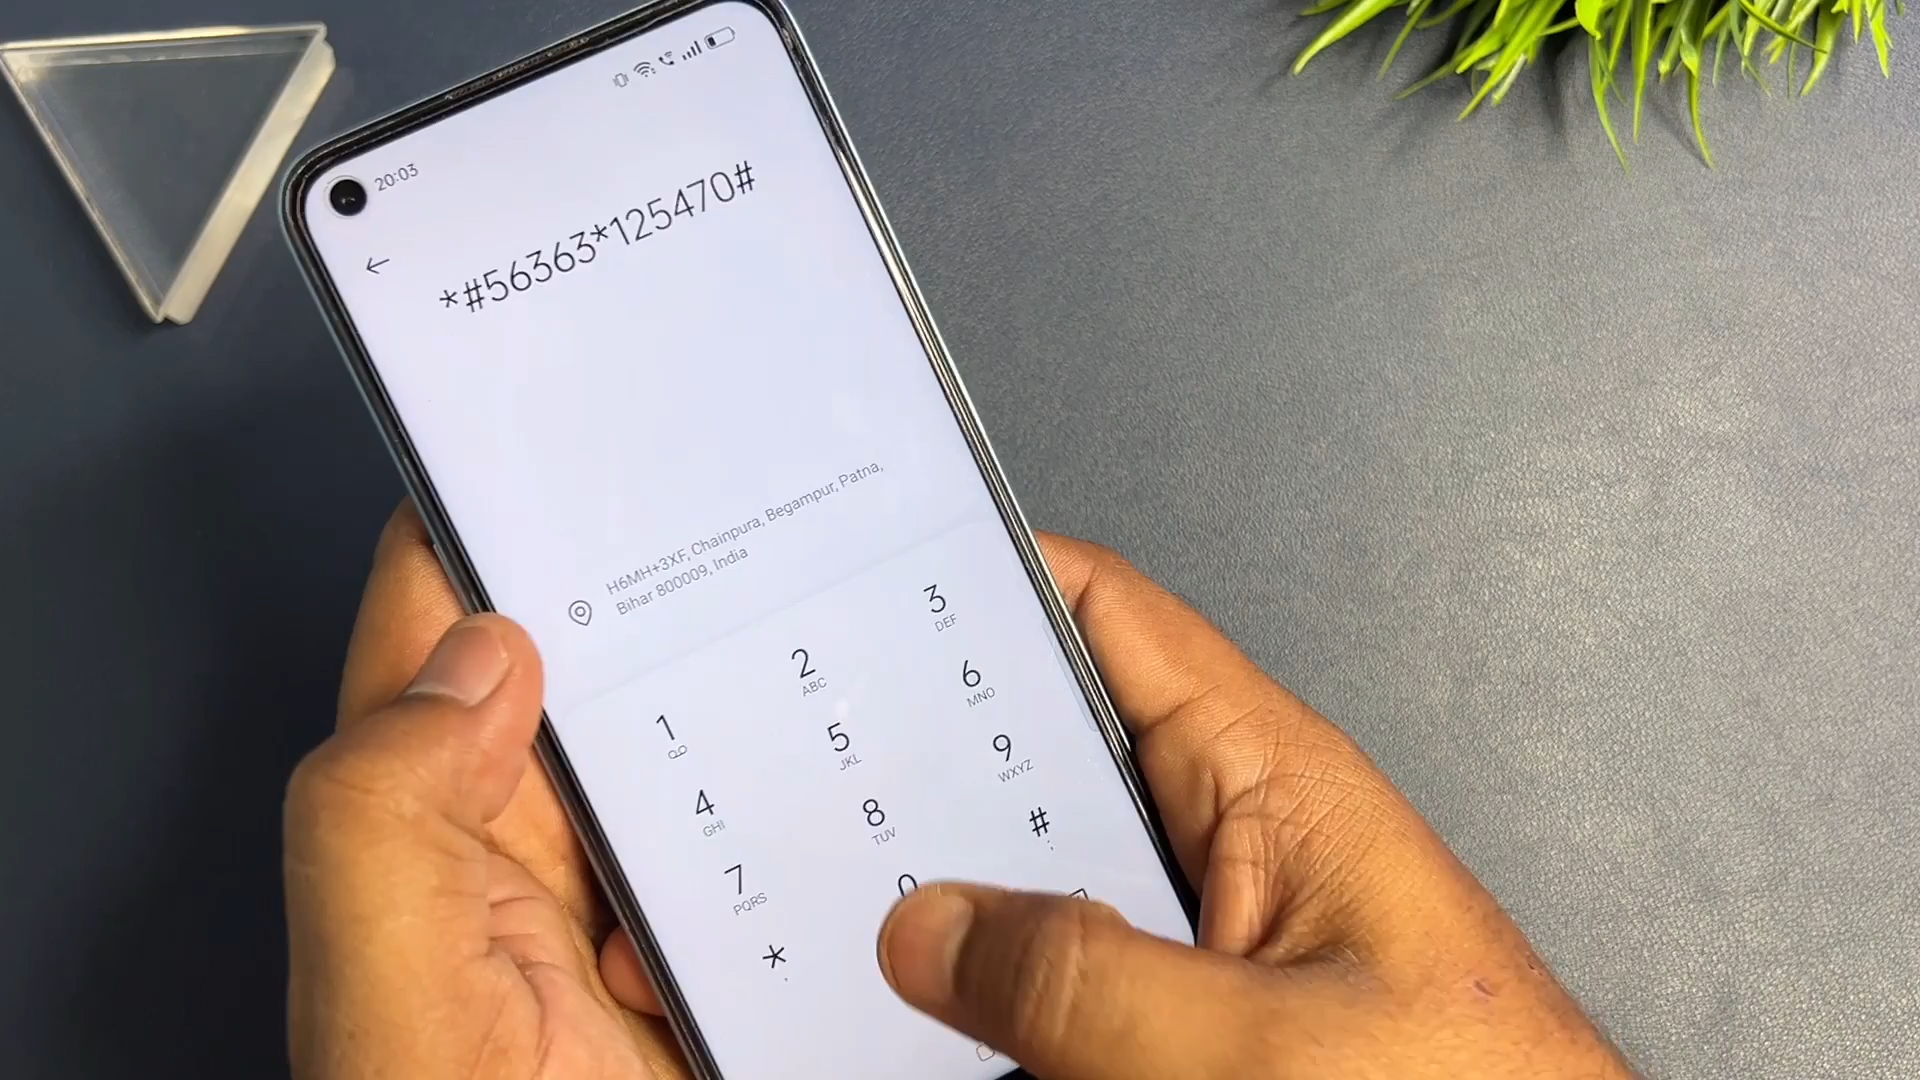 20:03
*#56363*125470#
H6MH+3XF, Chainpura, Begampur, Patna,
Bihar 800009, India
1
2
ABC
3
DEF
4
GHI
5
JKL
6
MNO
7
PQRS
8
TUV
9
WXYZ
*
,
0
#
;